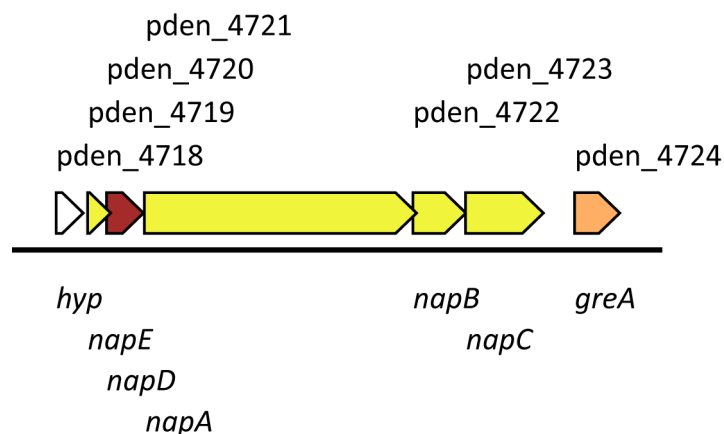 pden_4721
pden_4720 pden_4723
pden_4719 pden_4722
pden_4718 pden_4724
hyp napB greA
napE napC
napD
napA